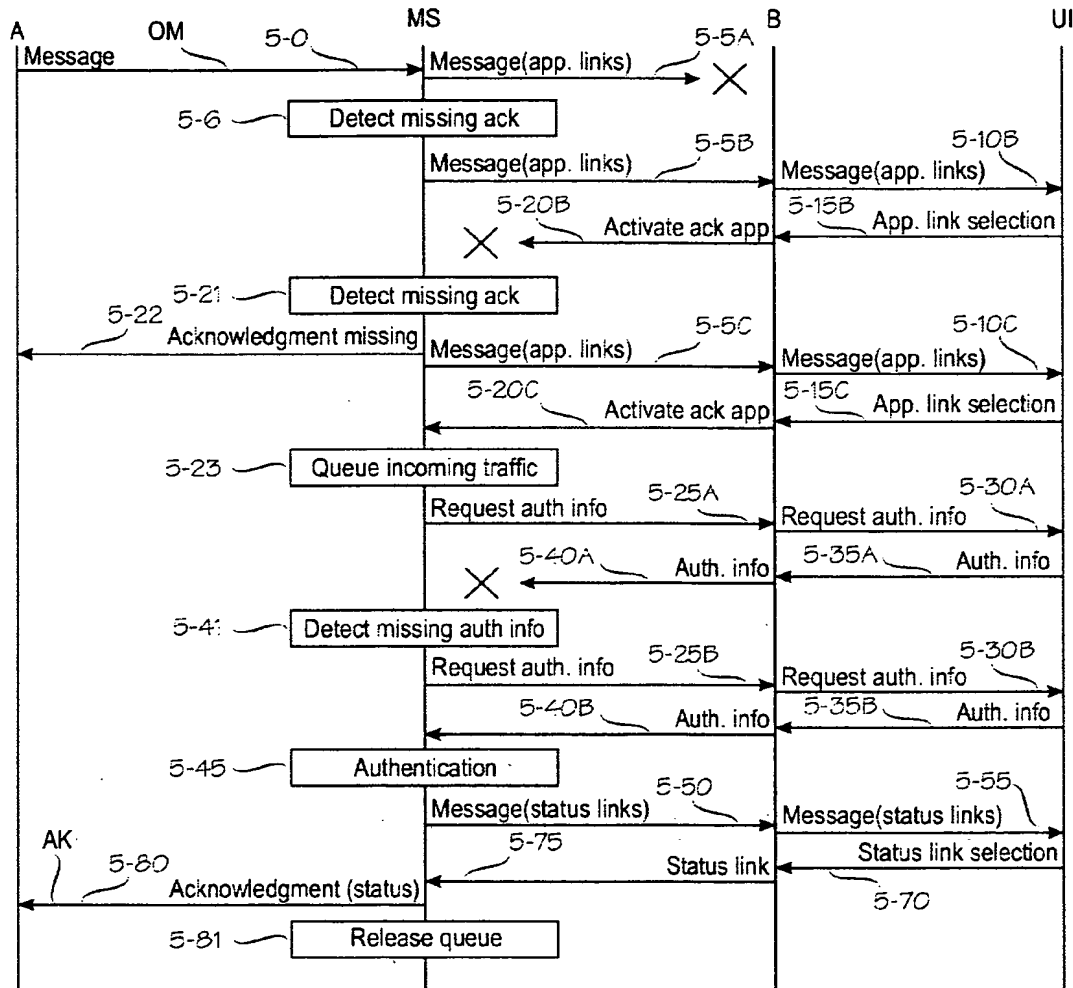 A OM MS B UI
Message 5-0 Message(app. links) 5-5A
5-6 Detect missing ack
Message(app. links) 5-5B Message(app. links) 5-10B
5-20B Activate ack app 5-15B App. link selection
5-21 Detect missing ack
5-22 Acknowledgment missing Message(app. links) 5-5C Message(app. links) 5-10C
5-20C Activate ack app 5-15C App. link selection
5-23 Queue incoming traffic
Request auth info 5-25A Request auth. info 5-30A
5-40A Auth. info 5-35A Auth. info
5-41 Detect missing auth info
Request auth. info 5-25B Request auth. info 5-30B
5-40B Auth. info 5-35B Auth. info
5-45 Authentication
Message(status links) 5-50 Message(status links) 5-55
5-75 Status link Status link selection
5-70
AK 5-80 Acknowledgment (status)
5-81 Release queue